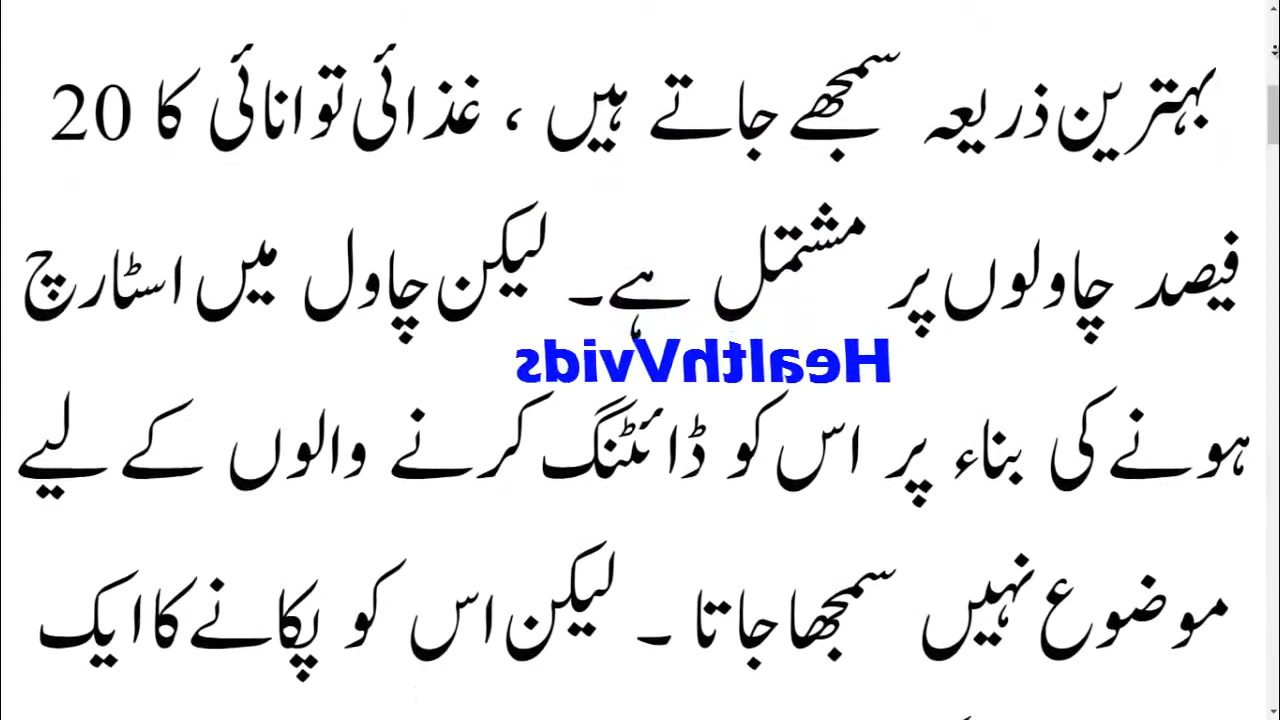 بہترین ذریعہ سمجھے جاتے ہیں ، غذائی توانائی کا 20
فیصد چاولوں پر مشتمل ہے۔ لیکن چاول میں اسٹارچ
HealthVvids
ہونے کی بناء پر اس کو ڈائٹنگ کرنے والوں کے لیے
موضوع نہیں سمجھا جاتا ۔ لیکن اس کو پکانے کا ایک